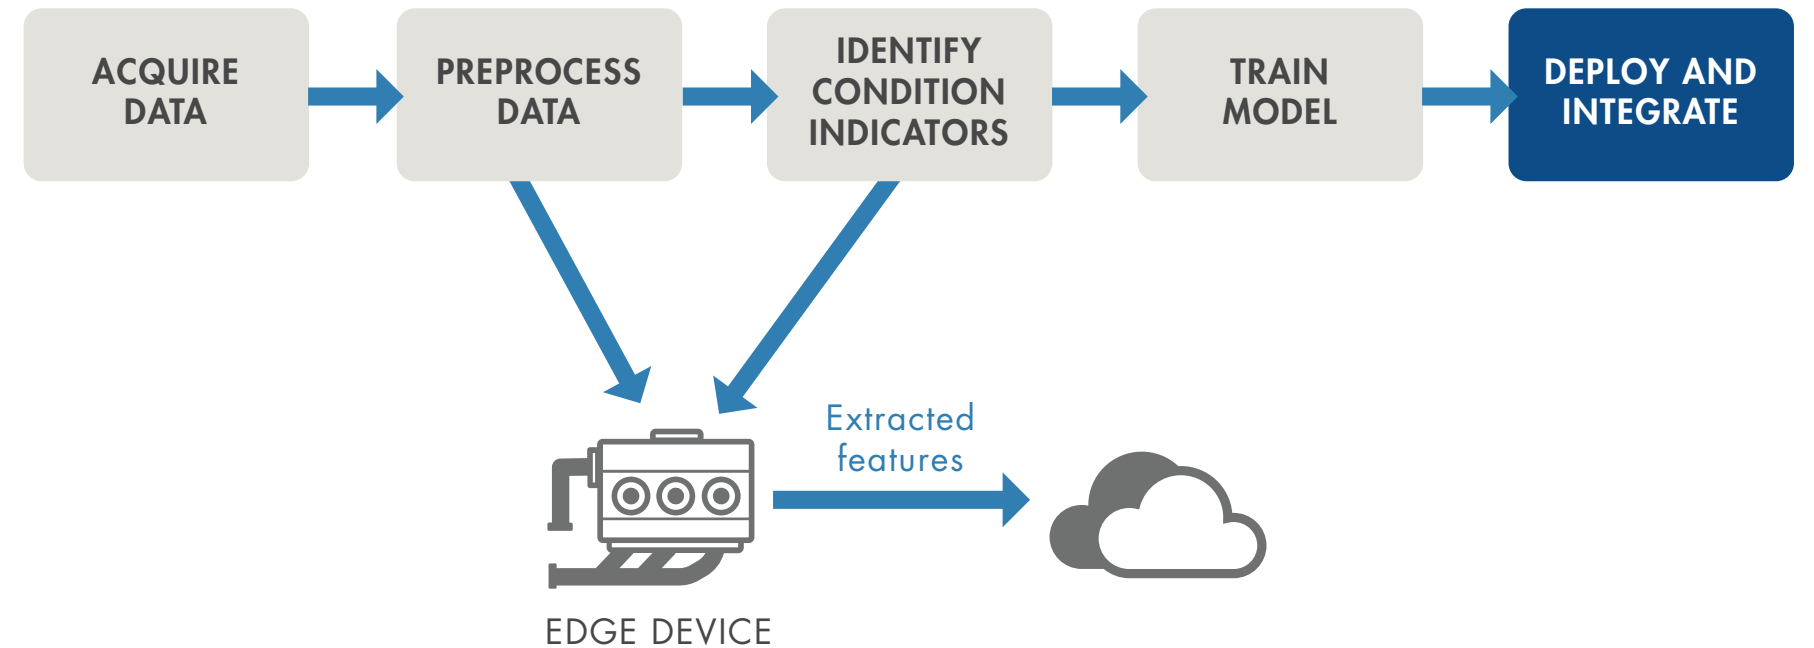 ACQUIRE
DATA
PREPROCESS
DATA
IDENTIFY
CONDITION
INDICATORS
TRAIN
MODEL
DEPLOY AND
INTEGRATE
Extracted
features
EDGE DEVICE